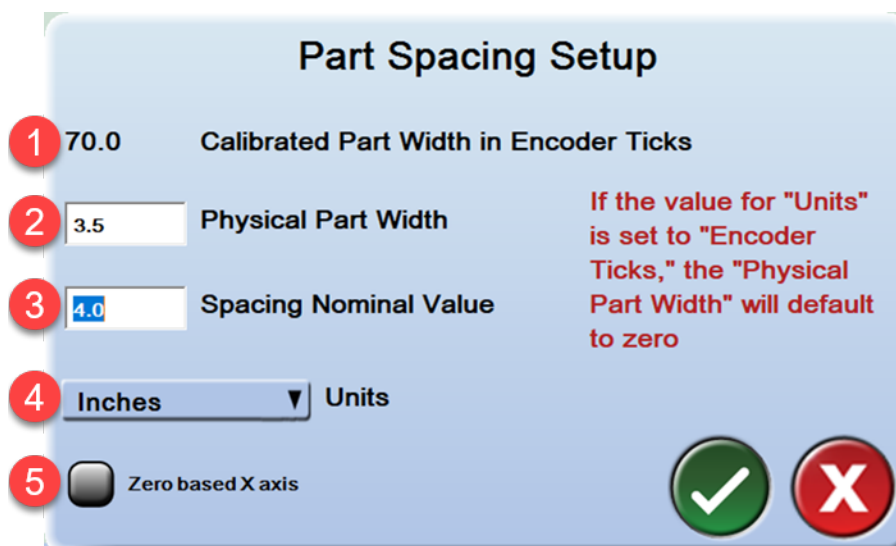 Part Spacing Setup
1 70.0 Calibrated Part Width in Encoder Ticks
2 3.5 Physical Part Width
3 4.0 Spacing Nominal Value
If the value for "Units"
is set to "Encoder
Ticks," the "Physical
Part Width" will default
to zero
4 Inches Units
5 Zero based X axis
X